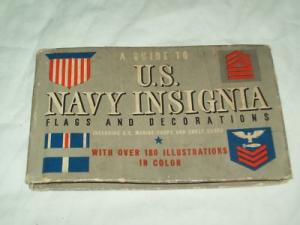 A GUIDE TO
U.S.
NAVY INSIGNIA
FLAGS AND DECORATIONS
INCLUDING U.S. MARINE CORPS AND COAST GUARD
WITH OVER 180 ILLUSTRATIONS
IN COLOR